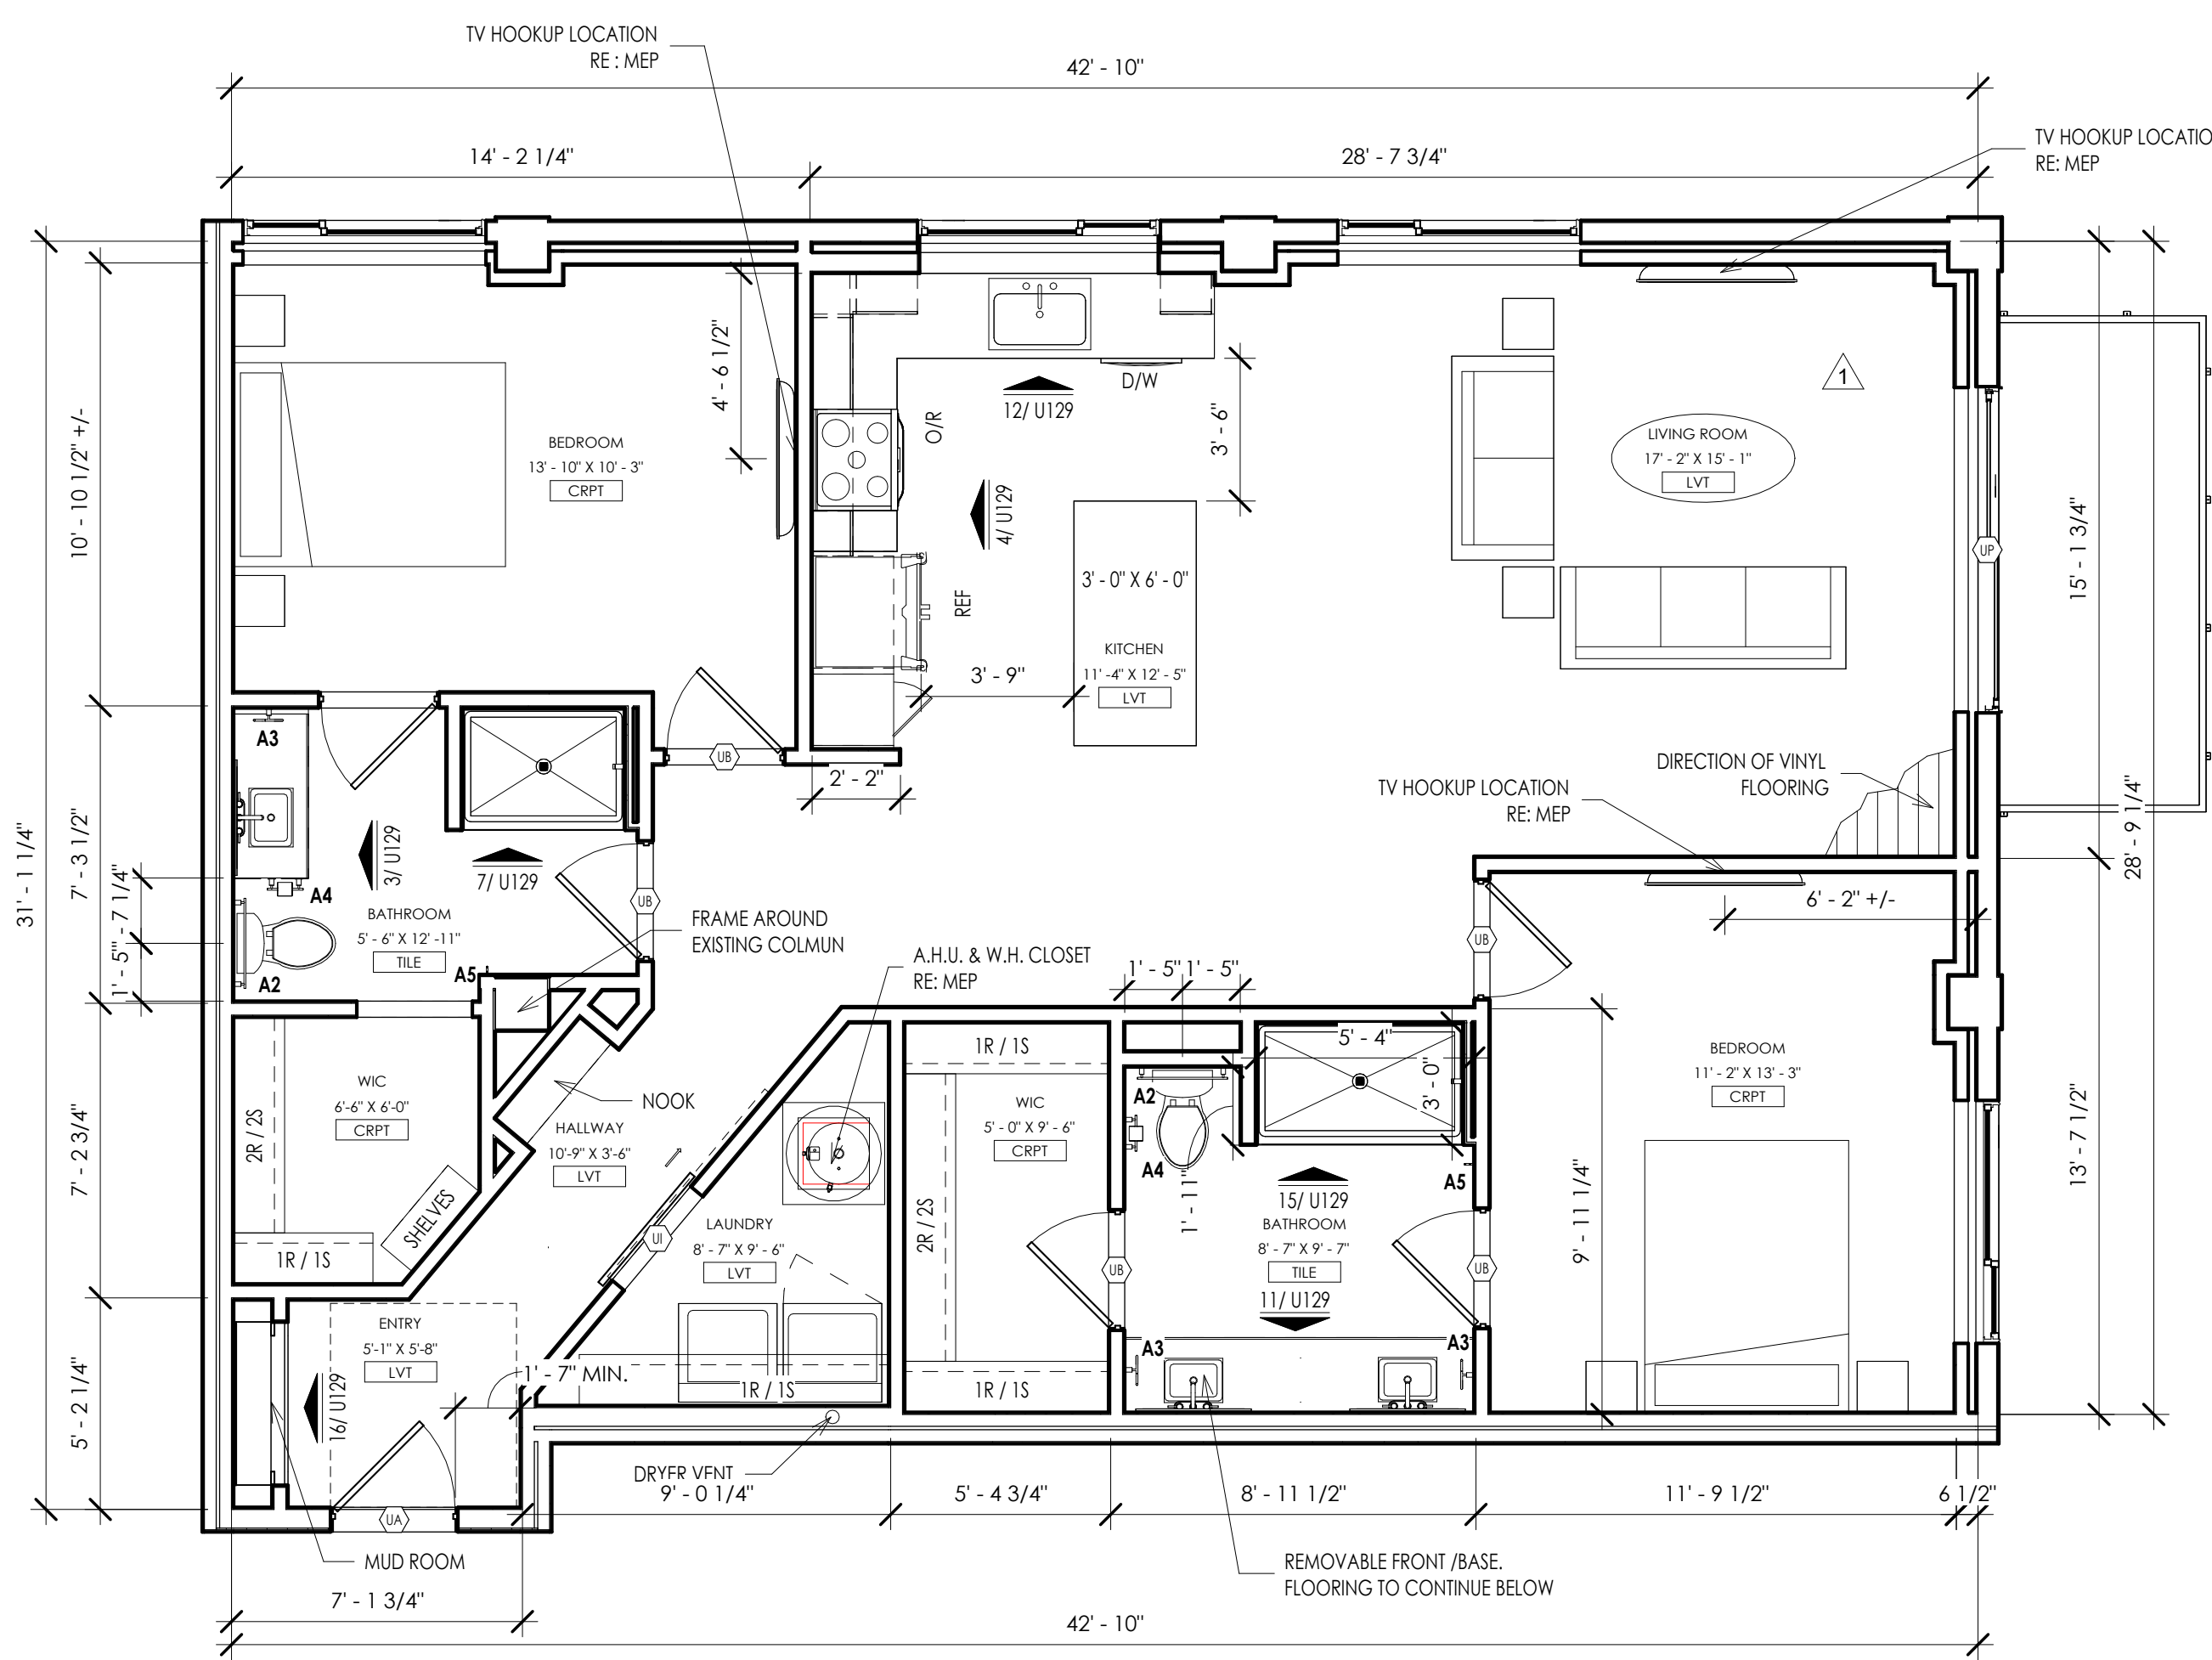 TV HOOKUP LOCATION
RE : MEP
42' - 10"
14' - 2 1/4"
28' - 7 3/4"
TV HOOKUP LOCATIO
RE: MEP
31' - 1 1/4"
10' - 10 1/2" +/-
7' - 3 1/2"
1' - 5"
7 1/4"
7' - 2 3/4"
5' - 2 1/4"
BEDROOM
13' - 10" X 10' - 3"
CRPT
4' - 6 1/2"
O/R
12/ U129
D/W
4/ U129
3' - 6"
REF
3' - 0" X 6' - 0"
KITCHEN
11' -4" X 12' - 5"
LVT
3' - 9"
2' - 2"
LIVING ROOM
17' - 2" X 15' - 1"
LVT
1
UP
15' - 1 3/4"
28' - 9 1/4"
13' - 7 1/2"
DIRECTION OF VINYL
FLOORING
TV HOOKUP LOCATION
RE: MEP
6' - 2" +/-
UB
A3
3/ U129
7/ U129
A4
BATHROOM
5' - 6" X 12' -11"
TILE
A2
A5
UB
FRAME AROUND
EXISTING COLMUN
A.H.U. & W.H. CLOSET
RE: MEP
UB
WIC
6'-6" X 6'-0"
CRPT
2R / 2S
1R / 1S
SHELVES
NOOK
HALLWAY
10'-9" X 3'-6"
LVT
UI
LAUNDRY
8' - 7" X 9' - 6"
LVT
1R / 1S
1R / 1S
WIC
5' - 0" X 9' - 6"
CRPT
2R / 2S
1R / 1S
1' - 5"
1' - 5"
5' - 4"
3' - 0"
A2
A4
1' - 11"
A5
15/ U129
BATHROOM
8' - 7" X 9' - 7"
TILE
11/ U129
UB
UB
A3
A3
BEDROOM
11' - 2" X 13' - 3"
CRPT
9' - 11 1/4"
ENTRY
5'-1" X 5'-8"
LVT
16/ U129
1' - 7" MIN.
UA
MUD ROOM
DRYER VENT
9' - 0 1/4"
5' - 4 3/4"
8' - 11 1/2"
11' - 9 1/2"
6 1/2"
REMOVABLE FRONT /BASE.
FLOORING TO CONTINUE BELOW
7' - 1 3/4"
42' - 10"